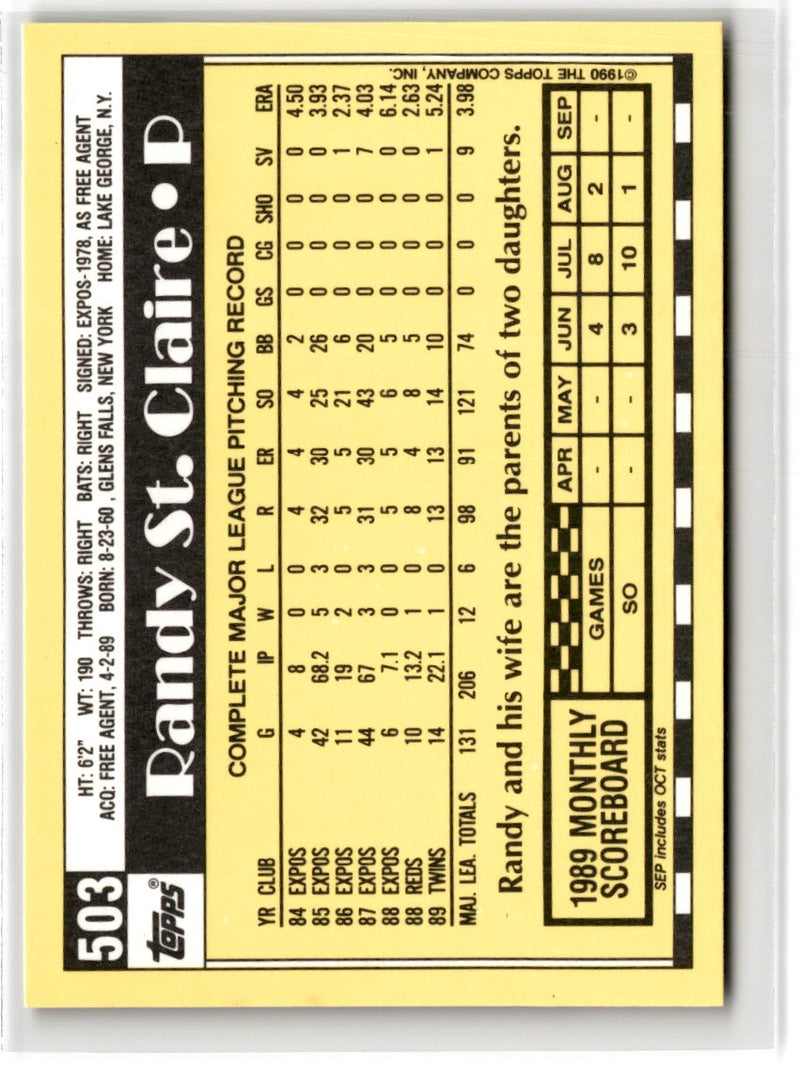 503
HT: 6'2" WT: 190 THROWS: RIGHT BATS: RIGHT SIGNED: EXPOS-1978, AS FREE AGENT
ACQ: FREE AGENT, 4-2-89 BORN: 8-23-60 , GLENS FALLS, NEW YORK HOME: LAKE GEORGE, N.Y.
topps®
Randy St. Claire • P
COMPLETE MAJOR LEAGUE PITCHING RECORD
YR CLUB G IP W L R ER SO BB GS CG SHO SV ERA
84 EXPOS 4 8 0 0 4 4 4 2 0 0 0 0 4.50
85 EXPOS 42 68.2 5 3 32 30 25 26 0 0 0 0 3.93
86 EXPOS 11 19 2 0 5 5 21 6 0 0 0 1 2.37
87 EXPOS 44 67 3 3 31 30 43 20 0 0 0 7 4.03
88 EXPOS 6 7.1 0 0 5 5 6 5 0 0 0 0 6.14
88 REDS 10 13.2 1 0 8 4 8 5 0 0 0 0 2.63
89 TWINS 14 22.1 1 0 13 13 14 10 0 0 0 1 5.24
MAJ. LEA. TOTALS 131 206 12 6 98 91 121 74 0 0 0 9 3.98
Randy and his wife are the parents of two daughters.
1989 MONTHLY
SCOREBOARD
APR MAY JUN JUL AUG SEP
GAMES - - 4 8 2 -
SO - - 3 10 1 -
SEP includes OCT stats
©1990 THE TOPPS COMPANY, INC.